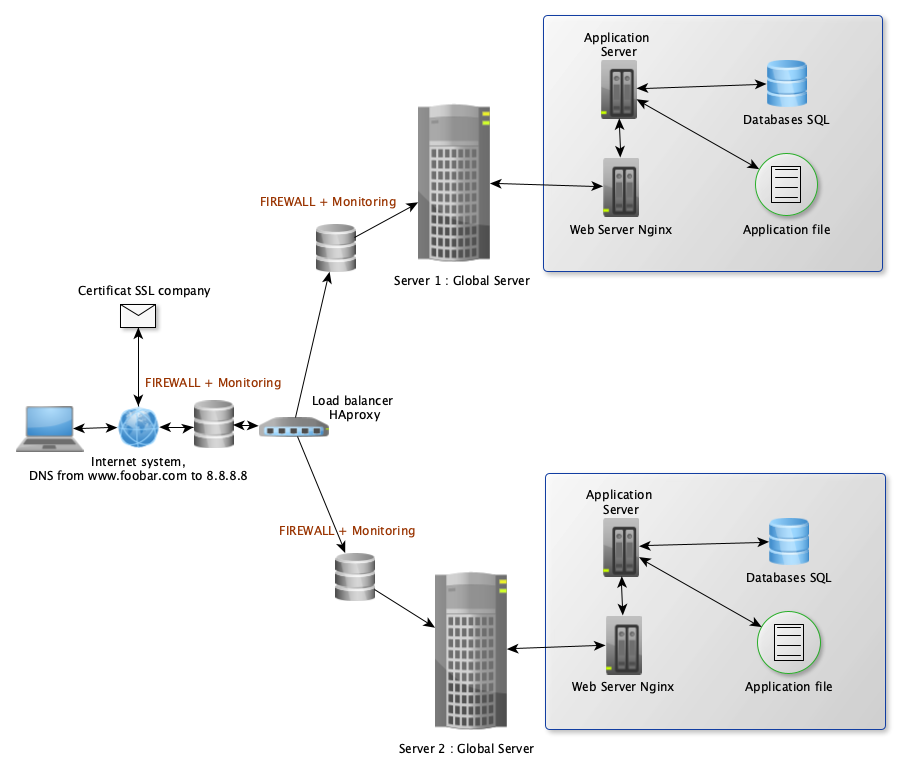 Application
Server
Databases SQL
FIREWALL + Monitoring
Web Server Nginx
Application file
Server 1 : Global Server
Certificat SSL company
FIREWALL + Monitoring
Load balancer
HAproxy
Internet system,
DNS from www.foobar.com to 8.8.8.8
Application
Server
FIREWALL + Monitoring
Databases SQL
Web Server Nginx
Application file
Server 2 : Global Server